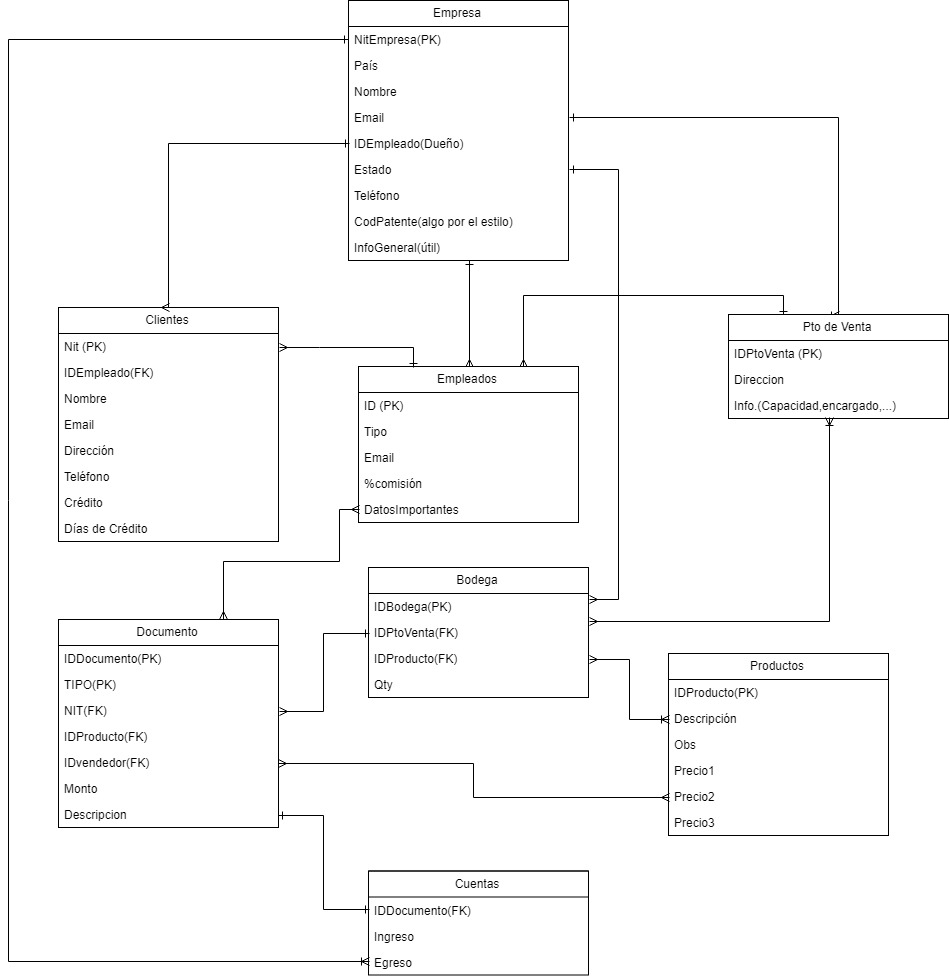 Empresa
NitEmpresa(PK)
País
Nombre
Email
IDEmpleado(Dueño)
Estado
Teléfono
CodPatente(algo por el estilo)
InfoGeneral(útil)
Clientes
Nit (PK)
IDEmpleado(FK)
Nombre
Email
Dirección
Teléfono
Crédito
Días de Crédito
Pto de Venta
IDPtoVenta (PK)
Direccion
Info.(Capacidad,encargado,...)
Empleados
ID (PK)
Tipo
Email
%comisión
DatosImportantes
Bodega
IDBodega(PK)
IDPtoVenta(FK)
IDProducto(FK)
Qty
Documento
IDDocumento(PK)
TIPO(PK)
NIT(FK)
IDProducto(FK)
IDvendedor(FK)
Monto
Descripcion
Productos
IDProducto(PK)
Descripción
Obs
Precio1
Precio2
Precio3
Cuentas
IDDocumento(FK)
Ingreso
Egreso